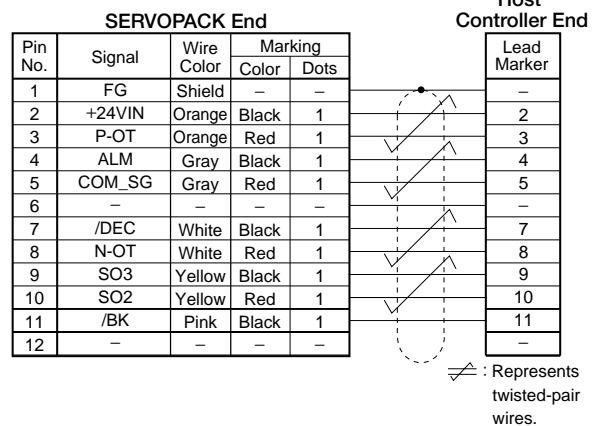 Host
SERVOPACK End
Controller End
Pin No. Signal Wire Color Marking Lead Marker
Color Dots
1 FG Shield – – –
2 +24VIN Orange Black 1 2
3 P-OT Orange Red 1 3
4 ALM Gray Black 1 4
5 COM_SG Gray Red 1 5
6 – – – – –
7 /DEC White Black 1 7
8 N-OT White Red 1 8
9 SO3 Yellow Black 1 9
10 SO2 Yellow Red 1 10
11 /BK Pink Black 1 11
12 – – – – –
: Represents
twisted-pair
wires.